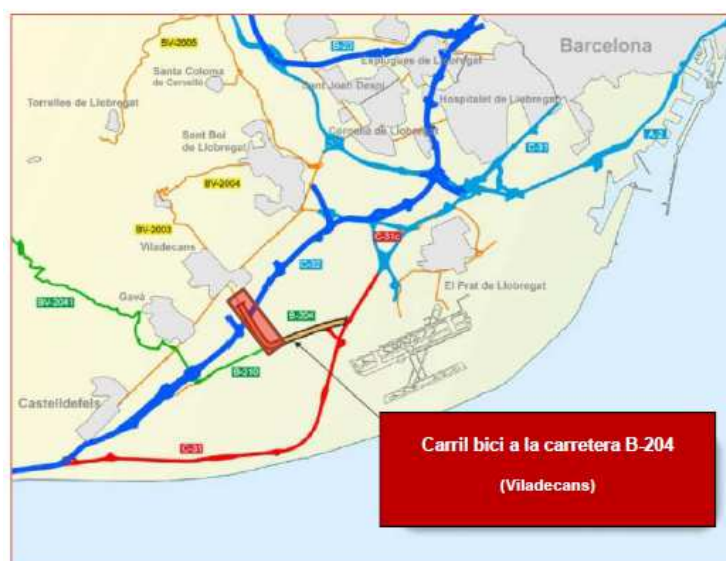 Barcelona
BV-2005
B-20
Esplugues de Llobregat
Santa Coloma
de Cervelló
Sant Joan Despí
Torrelles de Llobregat
Hospitalet de Llobregat
Sant Boi
de Llobregat
Cornellà de Llobregat
C-31
A-2
BV-2004
BV-2003
C-31c
Viladecans
C-32
El Prat de Llobregat
BV-2041
Gavà
B-204
B-210
Castelldefels
C-31
Carril bici a la carretera B-204
(Viladecans)